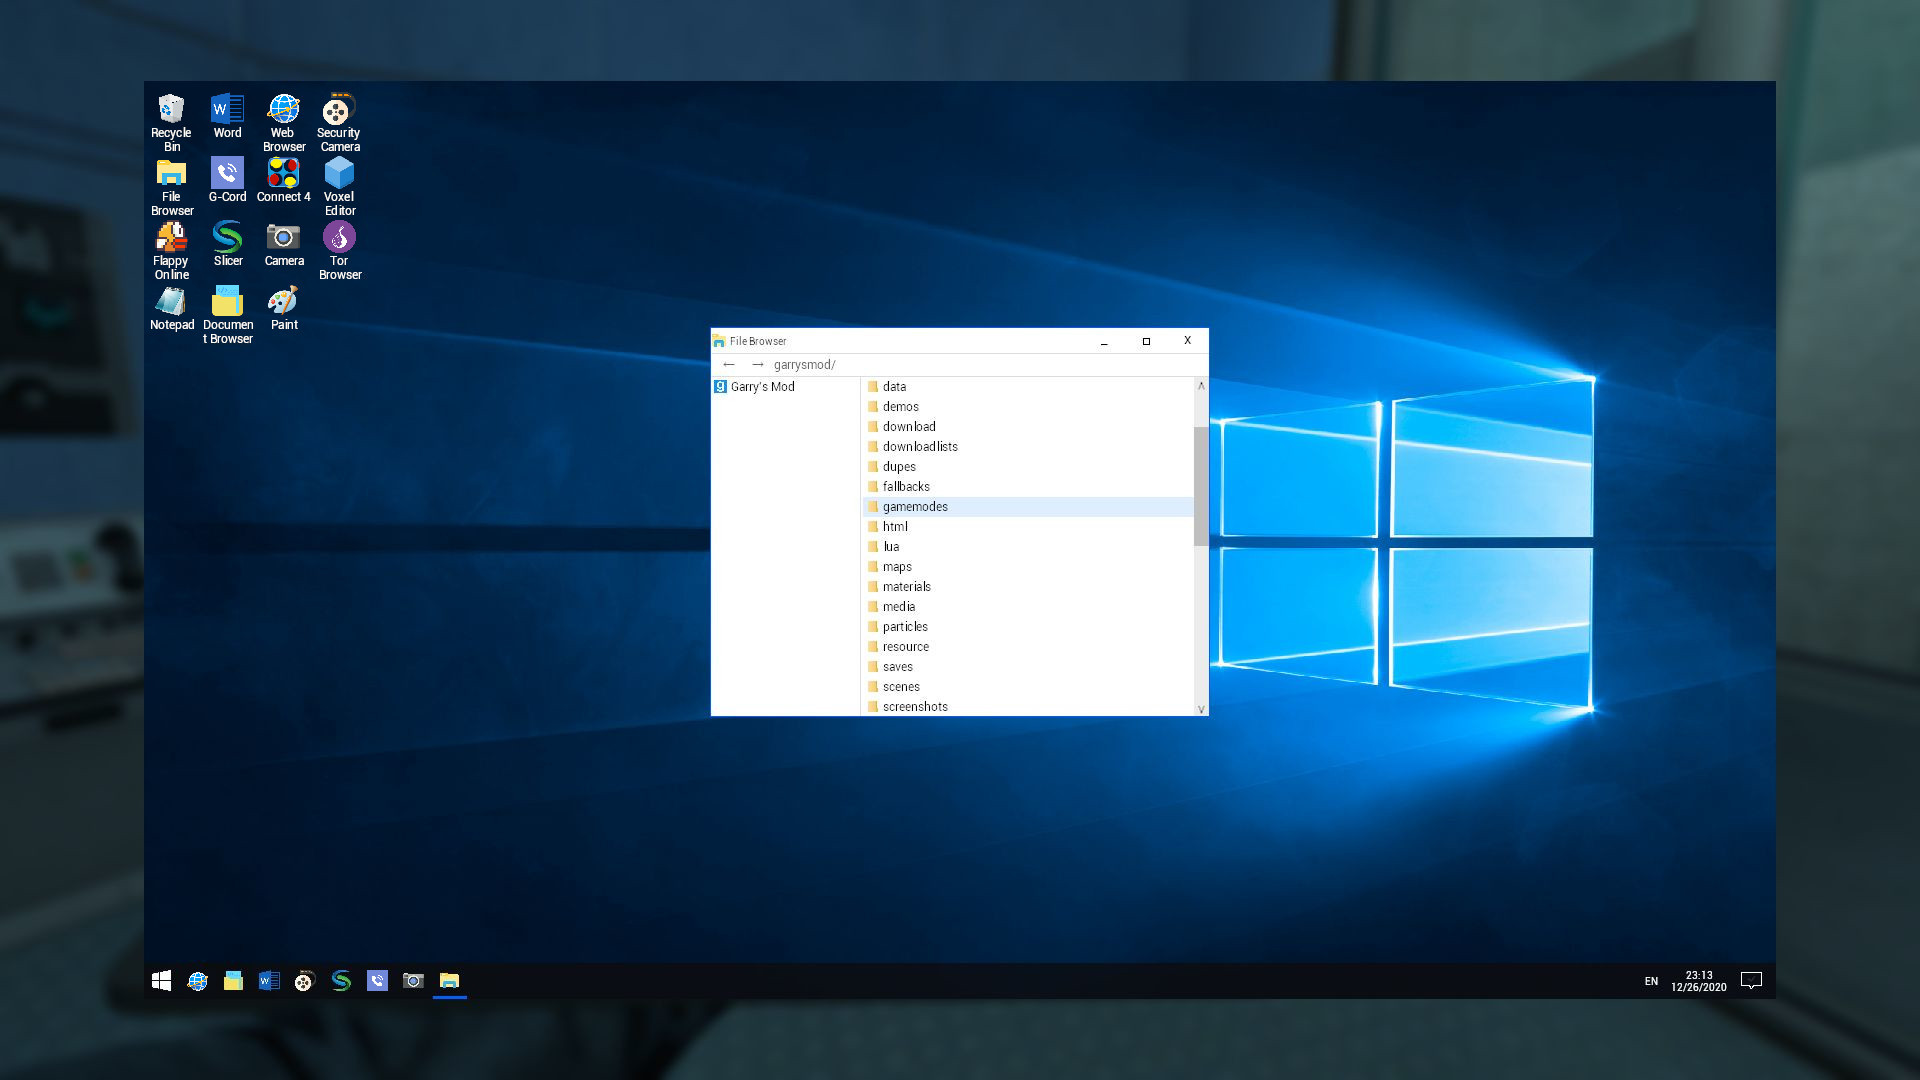 Recycle
Bin
Word
Web
Browser
Security
Camera
File
Browser
G-Cord
Connect 4
Voxel
Editor
Flappy
Online
Slicer
Camera
Tor
Browser
Notepad
Documen
t Browser
Paint
File Browser
X
← → garrysmod/
g Garry's Mod
data
demos
download
downloadlists
dupes
fallbacks
gamemodes
html
lua
maps
materials
media
particles
resource
saves
scenes
screenshots
EN
23:13
12/26/2020